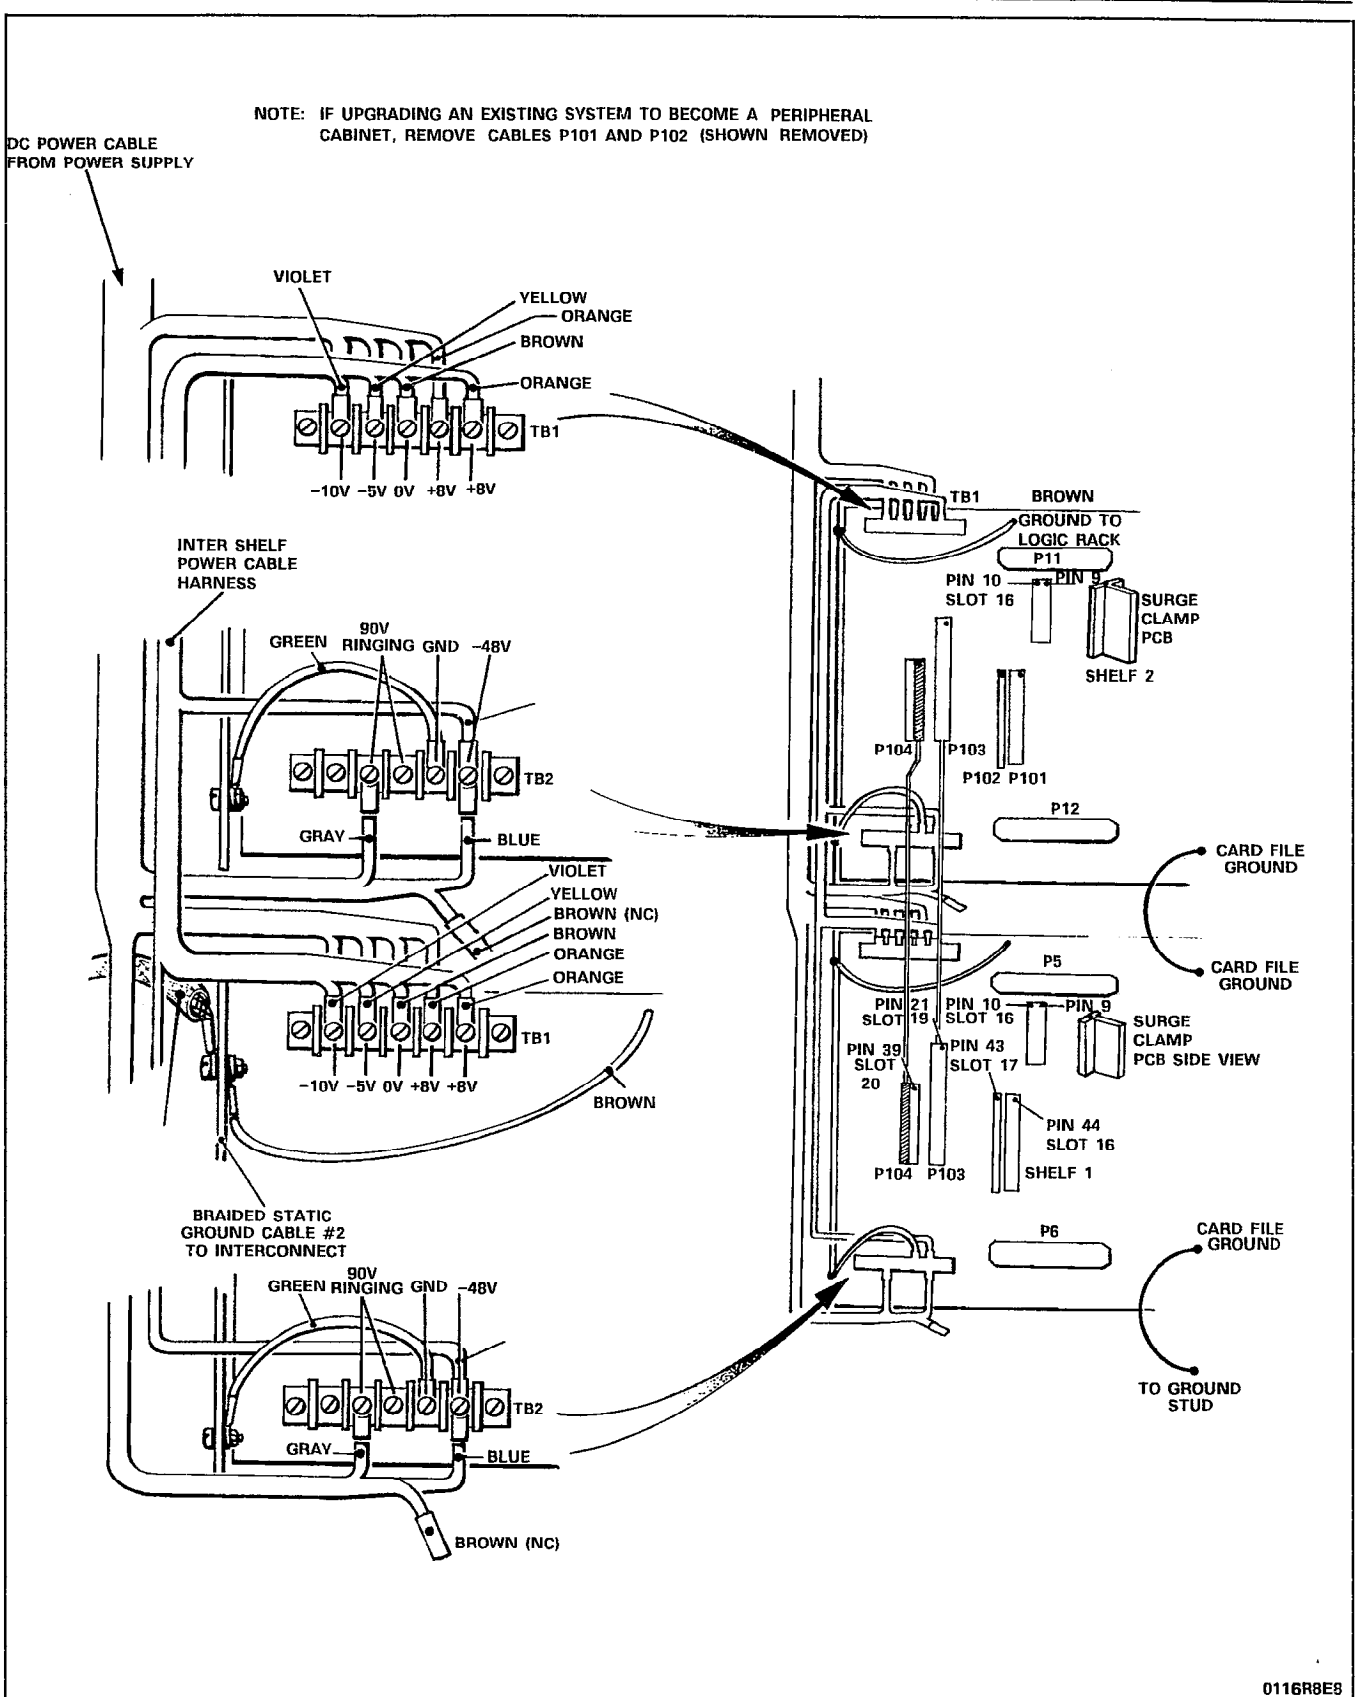 NOTE: IF UPGRADING AN EXISTING SYSTEM TO BECOME A PERIPHERAL
CABINET, REMOVE CABLES P101 AND P102 (SHOWN REMOVED)
DC POWER CABLE
FROM POWER SUPPLY
VIOLET
YELLOW
ORANGE
BROWN
ORANGE
TB1
-10V -5V 0V +8V +8V
INTER SHELF
POWER CABLE
HARNESS
GREEN
90V
RINGING
GND
-48V
TB2
GRAY
BLUE
VIOLET
YELLOW
BROWN (NC)
BROWN
ORANGE
ORANGE
TB1
-10V -5V 0V +8V +8V
BROWN
BRAIDED STATIC
GROUND CABLE #2
TO INTERCONNECT
GREEN
90V
RINGING
GND
-48V
TB2
GRAY
BLUE
BROWN (NC)
TB1
BROWN
GROUND TO
LOGIC RACK
P11
PIN 10
SLOT 16
PIN 9
SURGE
CLAMP
PCB
SHELF 2
P104
P103
P102 P101
P12
CARD FILE
GROUND
CARD FILE
GROUND
P5
PIN 21
SLOT 19
PIN 10
SLOT 16
PIN 9
SURGE
CLAMP
PCB SIDE VIEW
PIN 39
SLOT
20
PIN 43
SLOT 17
PIN 44
SLOT 16
P104 P103
SHELF 1
P6
CARD FILE
GROUND
TO GROUND
STUD
0116R8E8